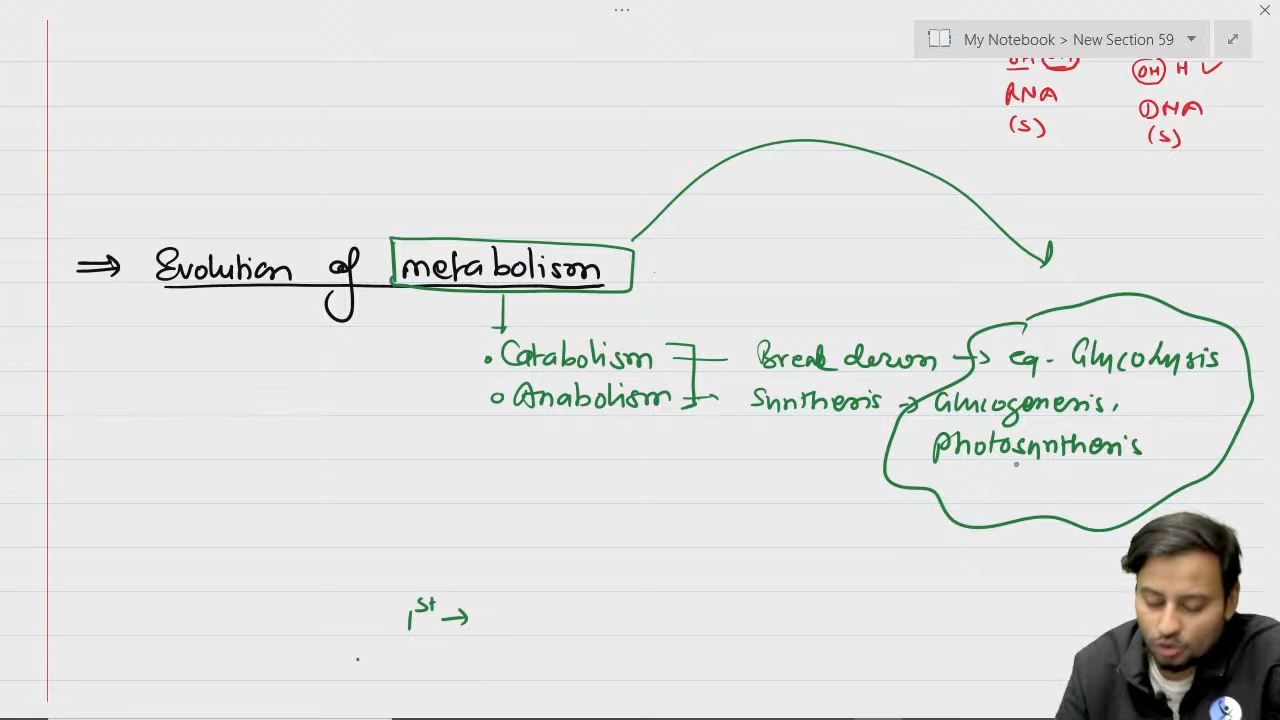 My Notebook > New Section 59
OH H ✓
RNA DNA
(S) (S)
⇒ Evolution of metabolism
• Catabolism — Break down → eg. Glycolysis
• Anabolism → Synthesis → Glucogenesis,
photosynthesis
1st →